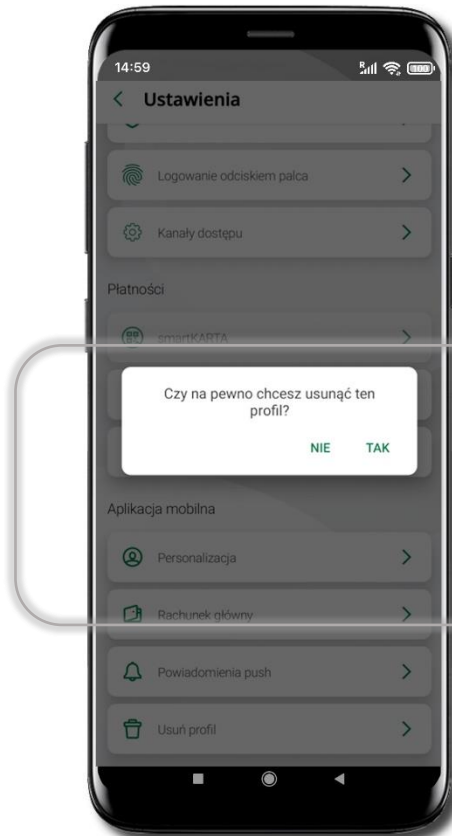 14:59
R
Ustawienia
Logowanie odciskiem palca
Kanały dostępu
Płatności
smartKARTA
Czy na pewno chcesz usunąć ten
profil?
NIE TAK
Aplikacja mobilna
Personalizacja
Rachunek główny
Powiadomienia push
Usuń profil